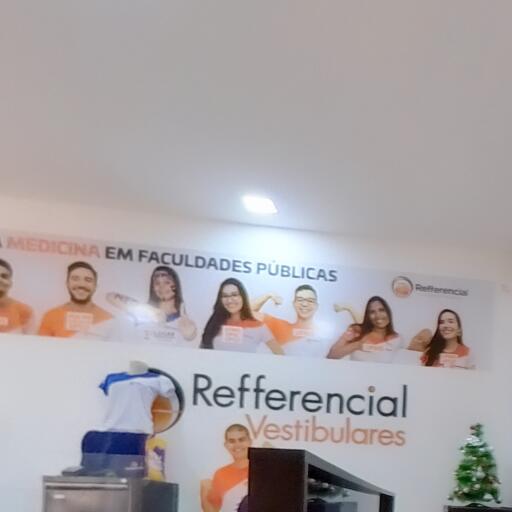 MEDICINA EM FACULDADES PÚBLICAS
Refferencial
Refferencial
Vestibulares